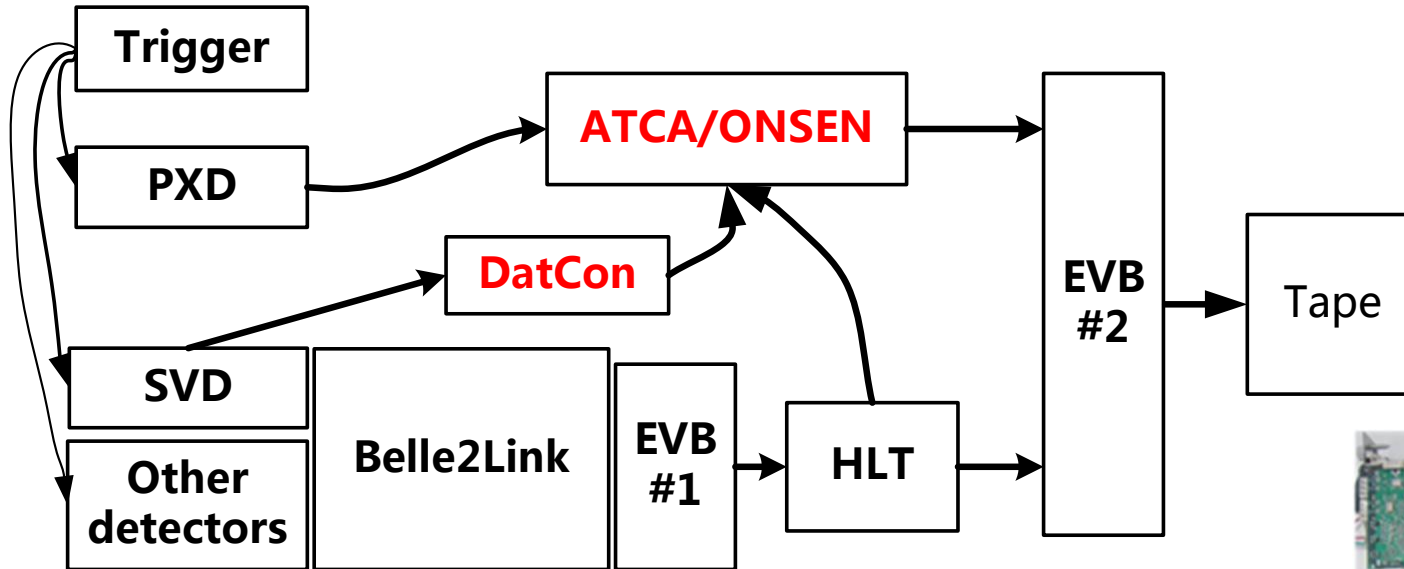 Trigger
ATCA/ONSEN
PXD
DatCon
EVB
#2
Tape
SVD
Belle2Link
EVB
#1
HLT
Other
detectors